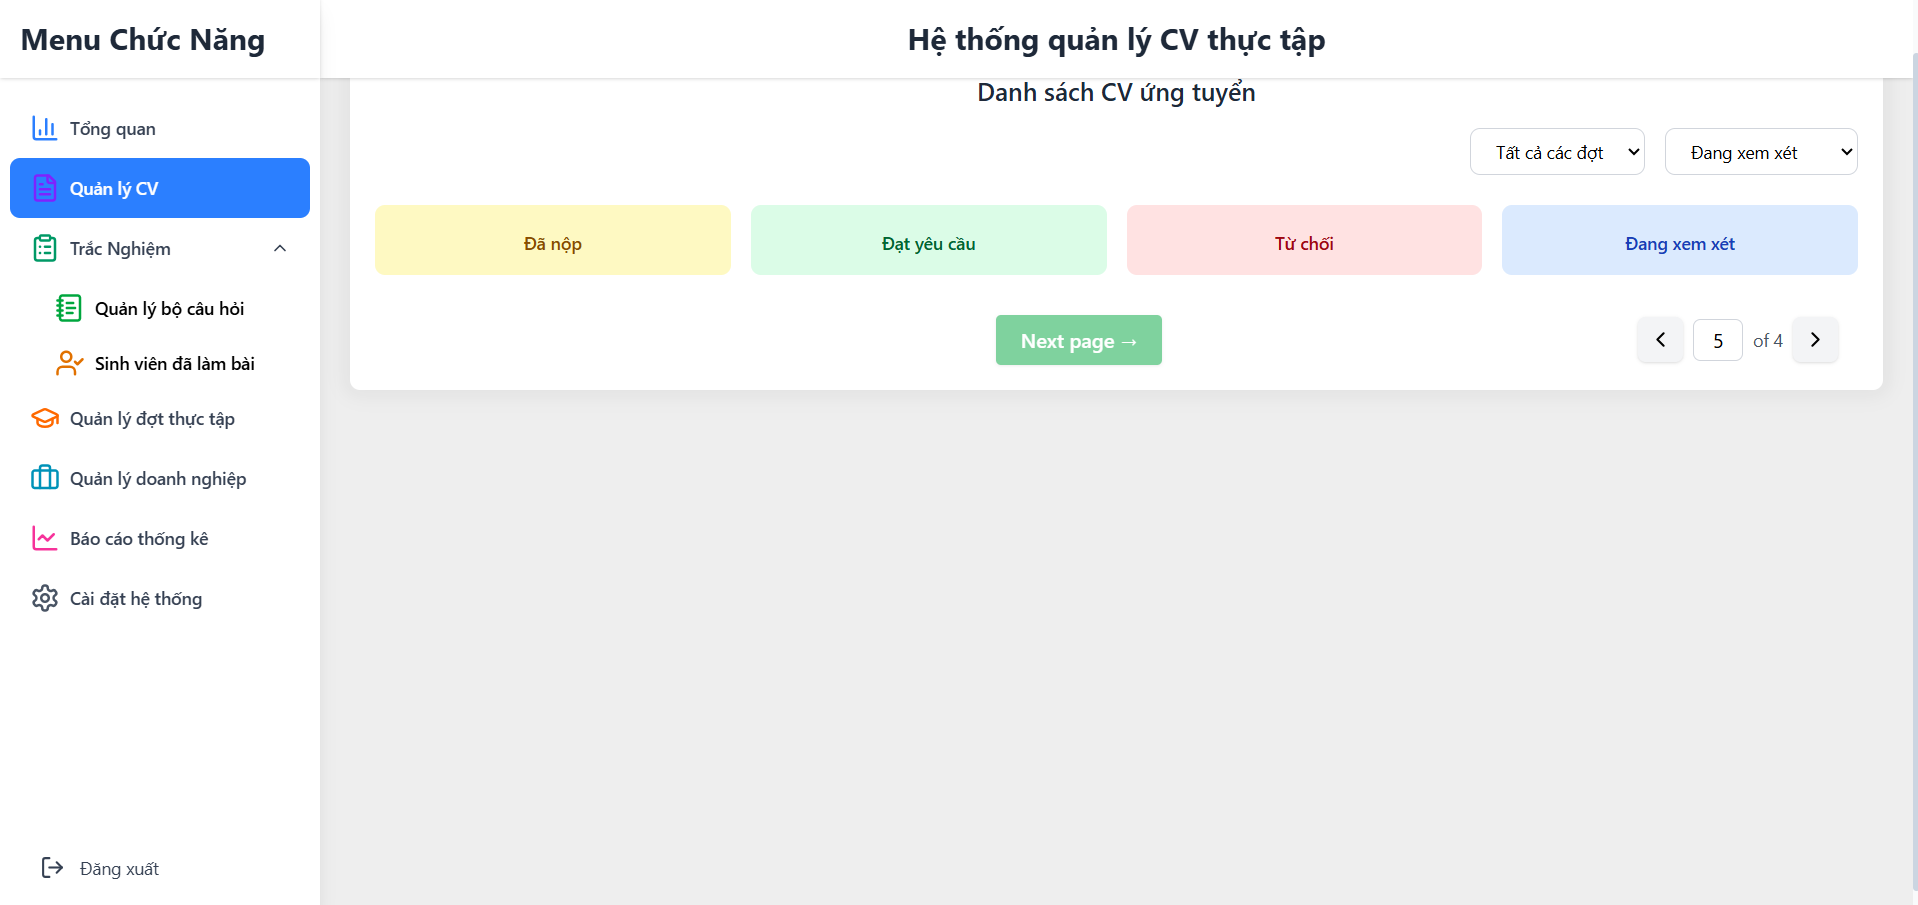 Menu Chức Năng
Tổng quan
Quản lý CV
Trắc Nghiệm
Quản lý bộ câu hỏi
Sinh viên đã làm bài
Quản lý đợt thực tập
Quản lý doanh nghiệp
Báo cáo thống kê
Cài đặt hệ thống
Đăng xuất
Hệ thống quản lý CV thực tập
Danh sách CV ứng tuyển
Tất cả các đợt Đang xem xét
Đã nộp Đạt yêu cầu Từ chối Đang xem xét
Next page → 5 of 4